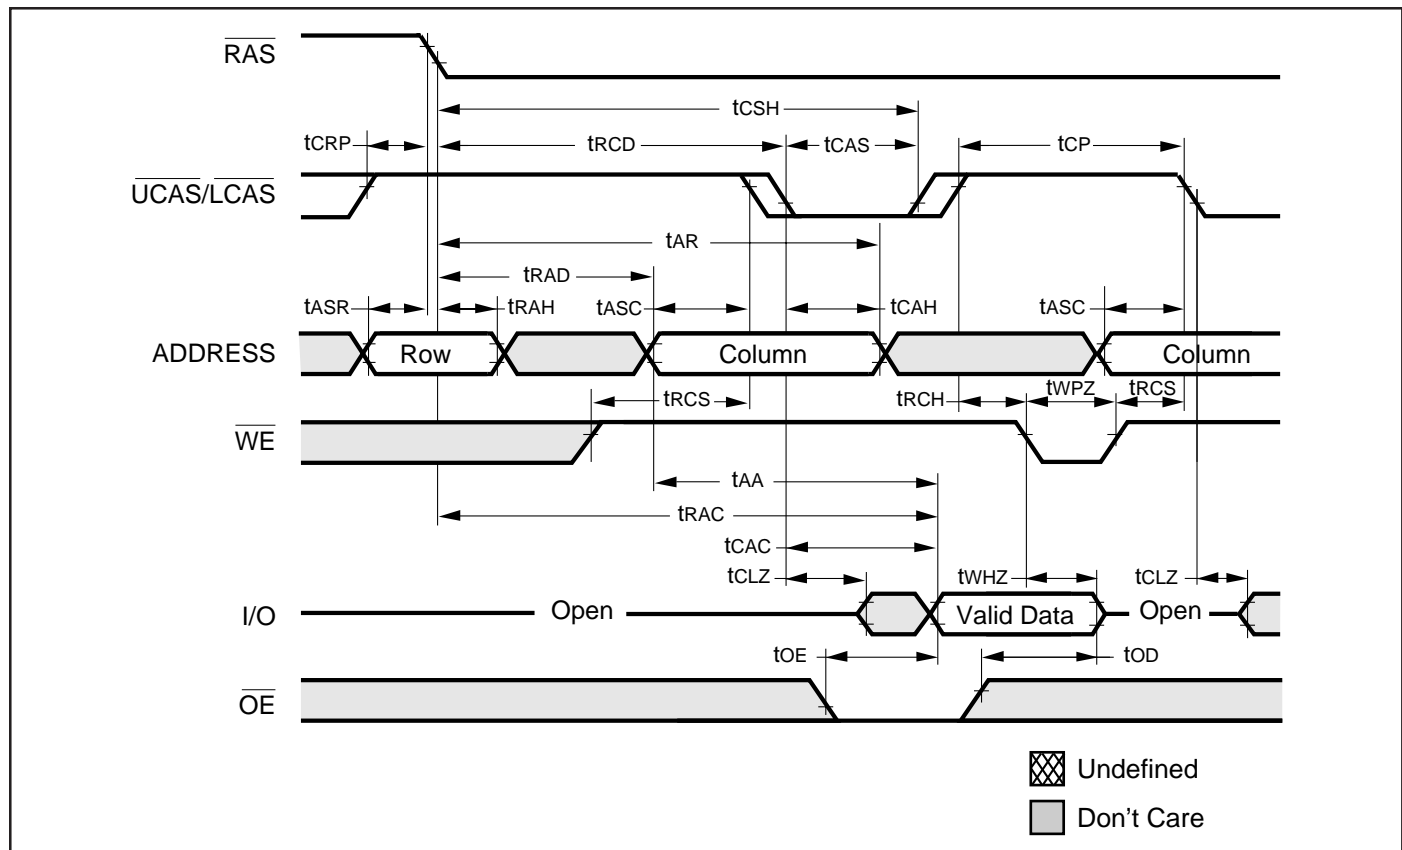 RAS
tCSH
tCRP
tRCD
tCAS
tCP
UCAS/LCAS
tAR
tRAD
tASR
tRAH
tASC
tCAH
tASC
ADDRESS
Row
Column
Column
tRCS
tRCH
tWPZ
tRCS
WE
tAA
tRAC
tCAC
tCLZ
tWHZ
tCLZ
I/O
Open
Valid Data
Open
tOE
tOD
OE
Undefined
Don't Care